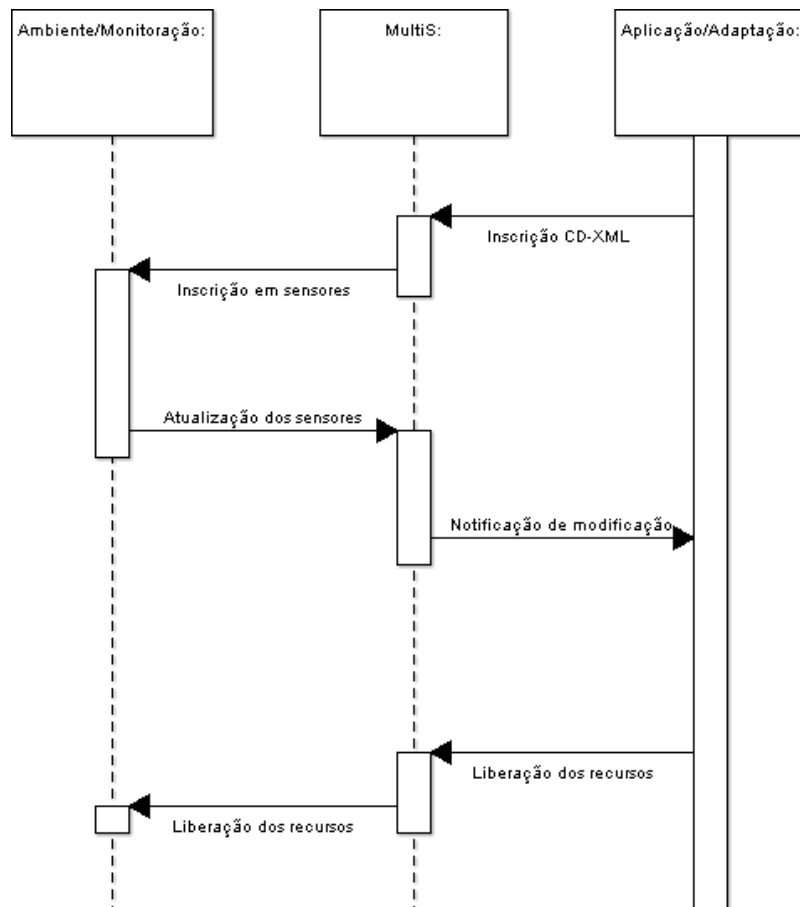 Ambiente/Monitoração:
MultiS:
Aplicação/Adaptação:
Inscrição CD-XML
Inscrição em sensores
Atualização dos sensores
Notificação de modificação
Liberação dos recursos
Liberação dos recursos